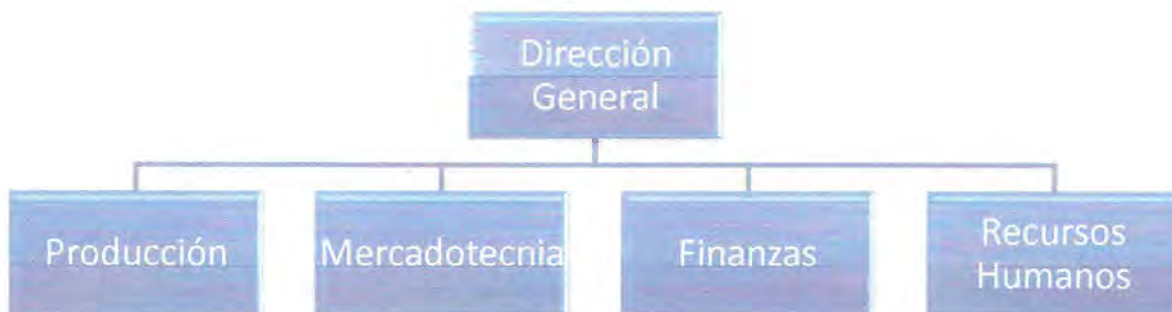 Dirección
General
Producción
Mercadotecnia
Finanzas
Recursos
Humanos